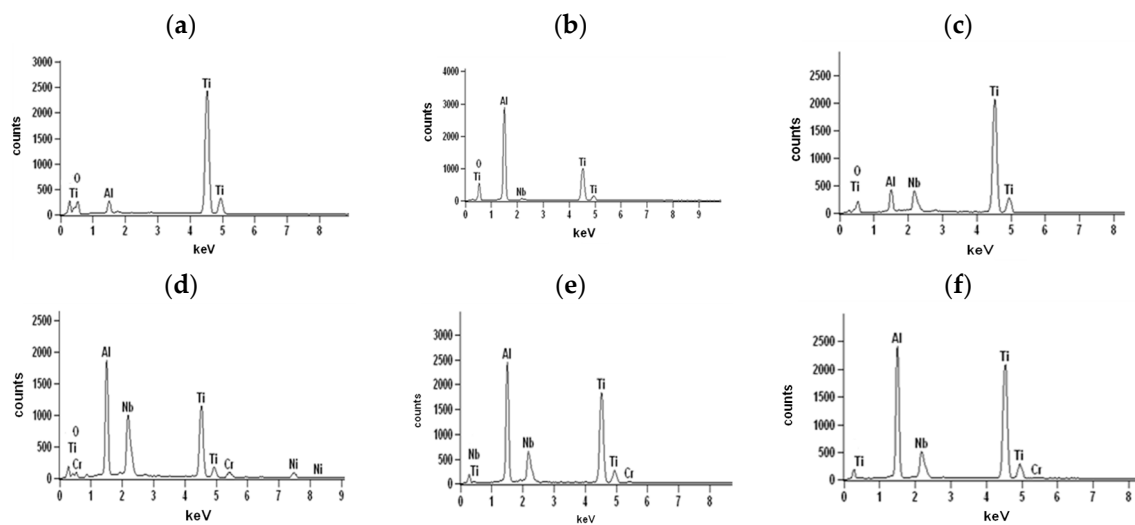 (a)
3000
2500
2000
1500
1000
500
0
counts
Ti
O
Ti
Al
Ti
0 1 2 3 4 5 6 7 8
keV
(b)
4000
3000
2000
1000
0
counts
Al
O
Ti
Nb
Ti
Ti
0 1 2 3 4 5 6 7 8 9
keV
(c)
2500
2000
1500
1000
500
0
counts
Ti
O
Ti
Al
Nb
Ti
0 1 2 3 4 5 6 7 8
keV
(d)
2500
2000
1500
1000
500
0
counts
Al
O
Ti
Cr
Nb
Ti
Ti
Cr
Ni
Ni
0 1 2 3 4 5 6 7 8 9
keV
(e)
3000
2500
2000
1500
1000
500
0
counts
Al
Nb
Ti
Nb
Ti
Ti
Cr
0 1 2 3 4 5 6 7 8
keV
(f)
2500
2000
1500
1000
500
0
counts
Al
Ti
Nb
Ti
Ti
Cr
0 1 2 3 4 5 6 7 8
keV